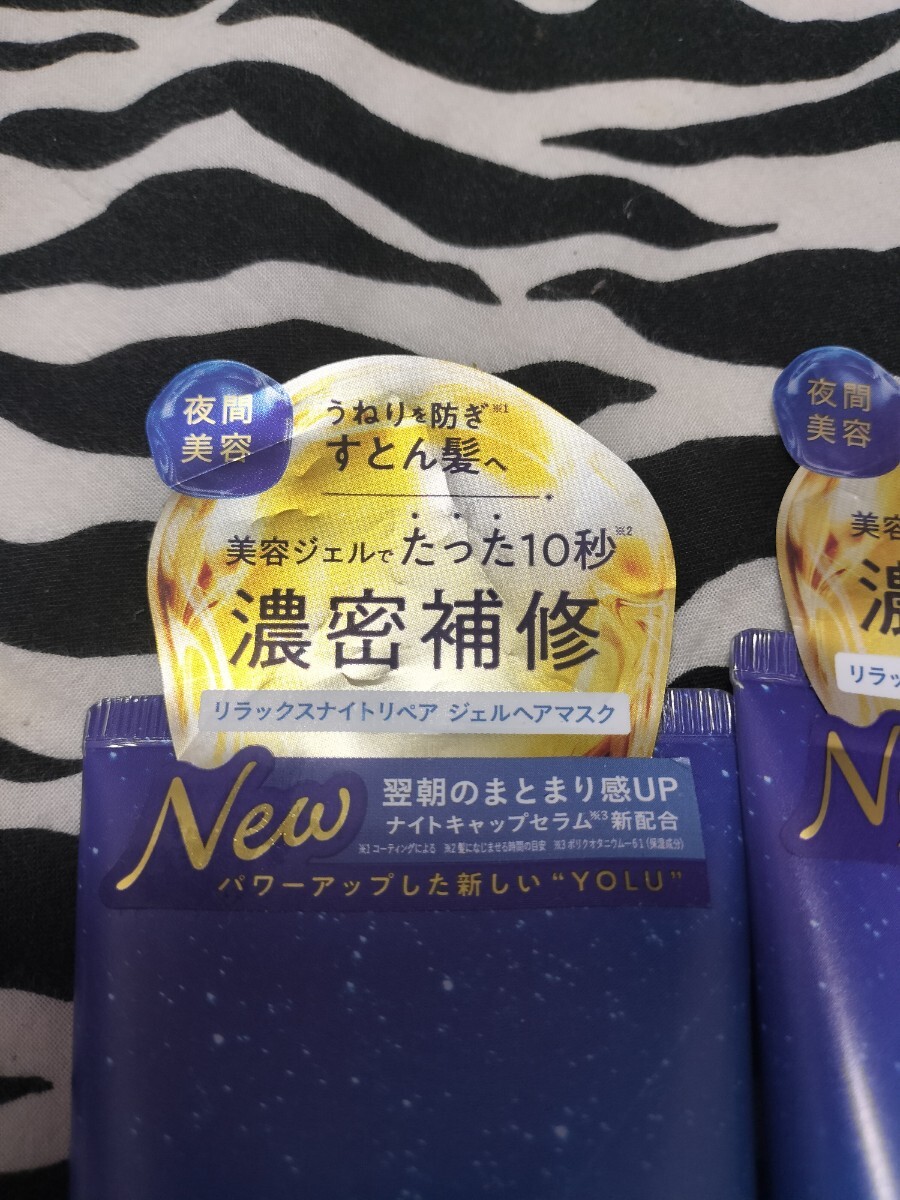 夜間
美容
うねりを防ぎ※1
すとん髪へ
美容ジェルでたった10秒※2
濃密補修
リラックスナイトリペア ジェルヘアマスク
New
翌朝のまとまり感UP
ナイトキャップセラム※3新配合
※1 コーティングによる ※2 髪になじませる時間の目安 ※3 ポリクオタニウム-61(保湿成分)
パワーアップした新しい“YOLU”
夜間
美容
美容
濃
リラッ